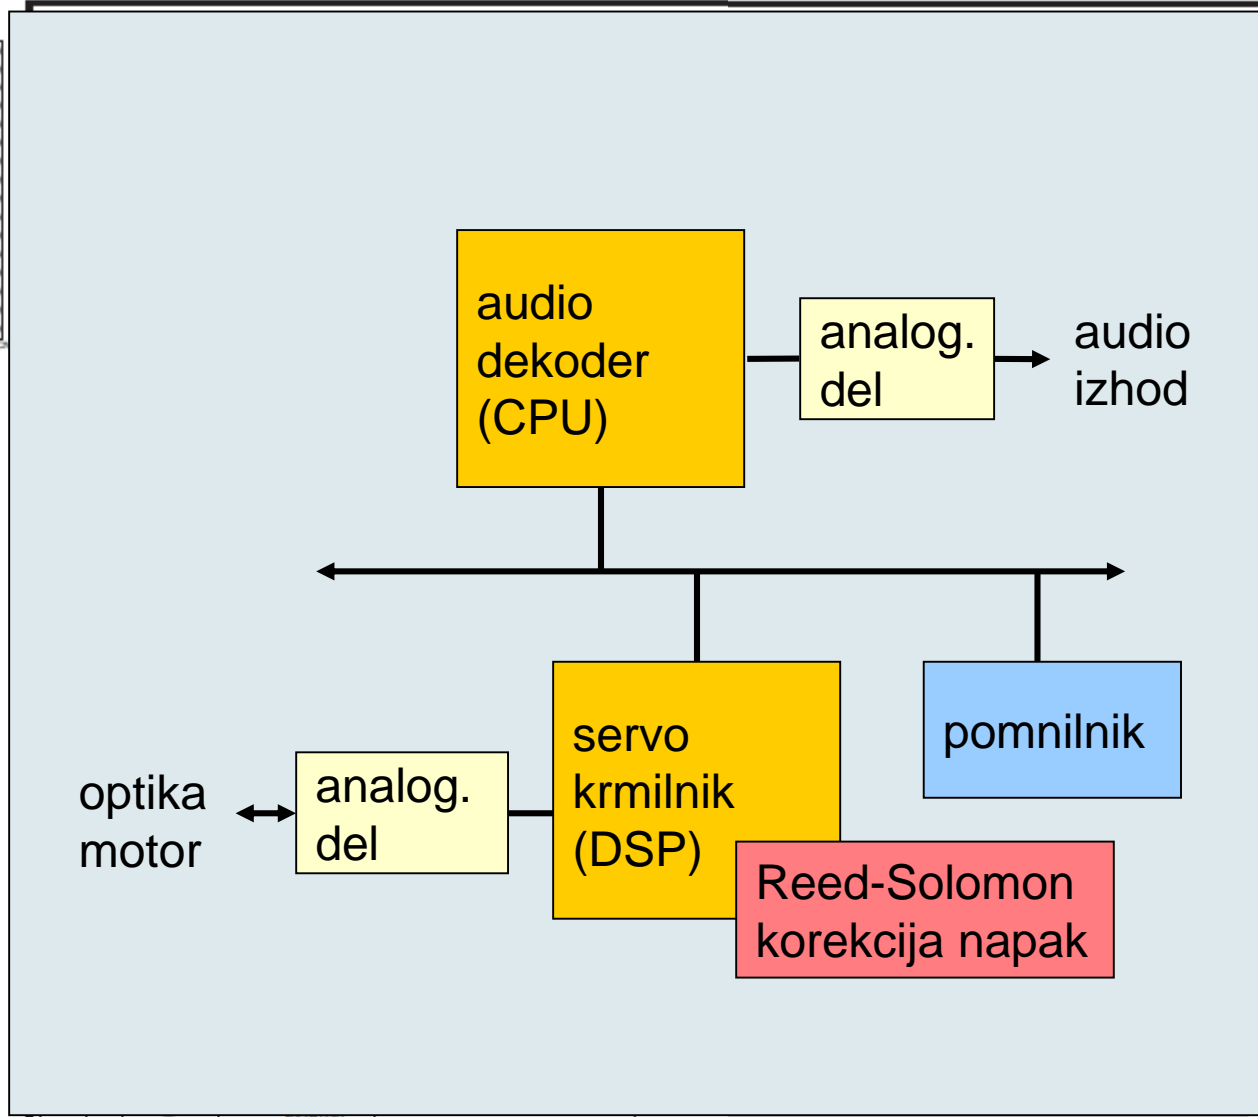 audio
dekoder
(CPU)
analog.
del
audio
izhod
optika
motor
analog.
del
servo
krmilnik
(DSP)
pomnilnik
Reed-Solomon
korekcija napak